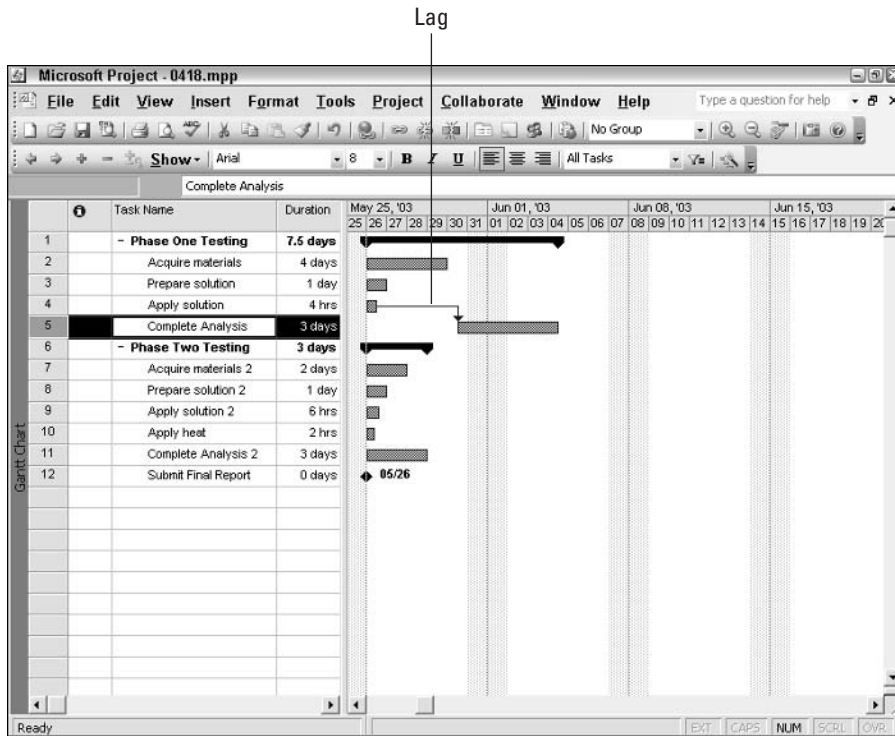 Lag
Microsoft Project - 0418.mpp
File Edit View Insert Format Tools Project Collaborate Window Help Type a question for help
No Group
Show Arial 8 B I U All Tasks
Complete Analysis
Task Name Duration May 25, '03 Jun 01, '03 Jun 08, '03 Jun 15, '03
25 26 27 28 29 30 31 01 02 03 04 05 06 07 08 09 10 11 12 13 14 15 16 17 18 19
1 - Phase One Testing 7.5 days
2 Acquire materials 4 days
3 Prepare solution 1 day
4 Apply solution 4 hrs
5 Complete Analysis 3 days
6 - Phase Two Testing 3 days
7 Acquire materials 2 2 days
8 Prepare solution 2 1 day
9 Apply solution 2 6 hrs
10 Apply heat 2 hrs
11 Complete Analysis 2 3 days
12 Submit Final Report 0 days 05/26
Gantt Chart
Ready EXT CAPS NUM SCRL OVR